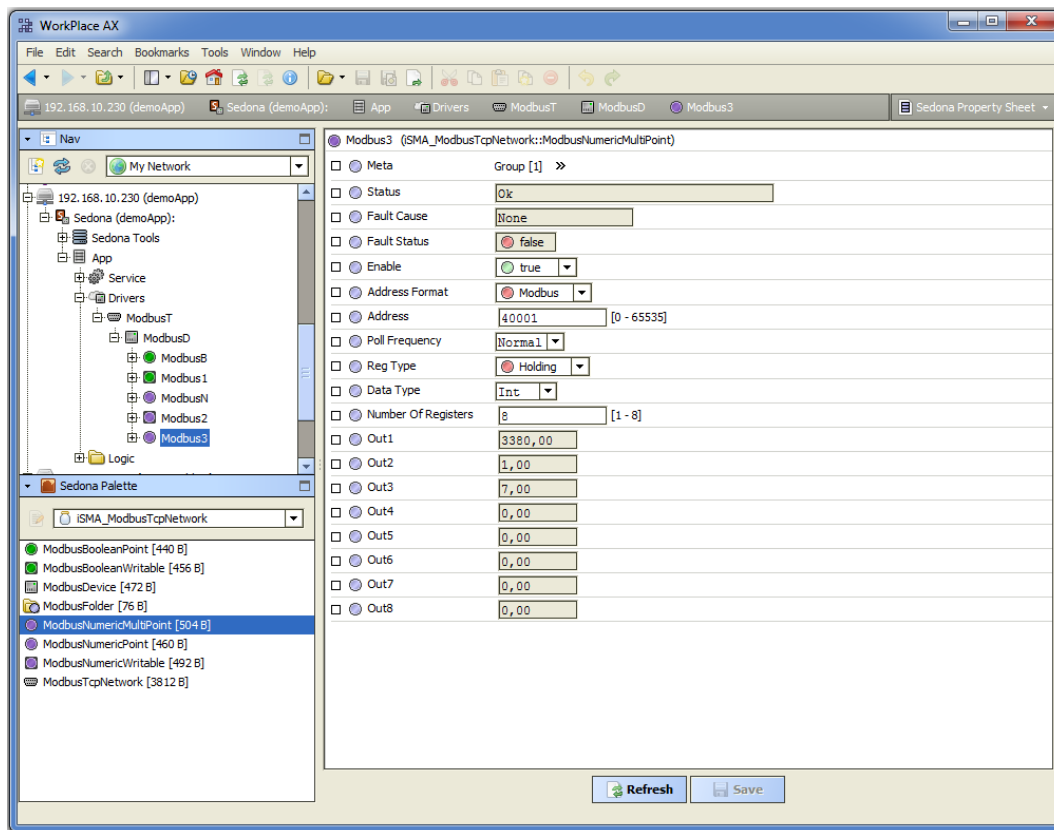 WorkPlace AX
File Edit Search Bookmarks Tools Window Help
192.168.10.230 (demoApp) Sedona (demoApp): App Drivers ModbusT ModbusD Modbus3 Sedona Property Sheet
Nav
My Network
192.168.10.230 (demoApp)
Sedona (demoApp):
Sedona Tools
App
Service
Drivers
ModbusT
ModbusD
ModbusB
Modbus1
ModbusN
Modbus2
Modbus3
Logic
Sedona Palette
iSMA_ModbusTcpNetwork
ModbusBooleanPoint [440 B]
ModbusBooleanWritable [456 B]
ModbusDevice [472 B]
ModbusFolder [76 B]
ModbusNumericMultiPoint [504 B]
ModbusNumericPoint [460 B]
ModbusNumericWritable [492 B]
ModbusTcpNetwork [3812 B]
Modbus3 (iSMA_ModbusTcpNetwork::ModbusNumericMultiPoint)
Meta Group [1] »
Status Ok
Fault Cause None
Fault Status false
Enable true
Address Format Modbus
Address 40001 [0 - 65535]
Poll Frequency Normal
Reg Type Holding
Data Type Int
Number Of Registers 8 [1 - 8]
Out1 3380,00
Out2 1,00
Out3 7,00
Out4 0,00
Out5 0,00
Out6 0,00
Out7 0,00
Out8 0,00
Refresh Save